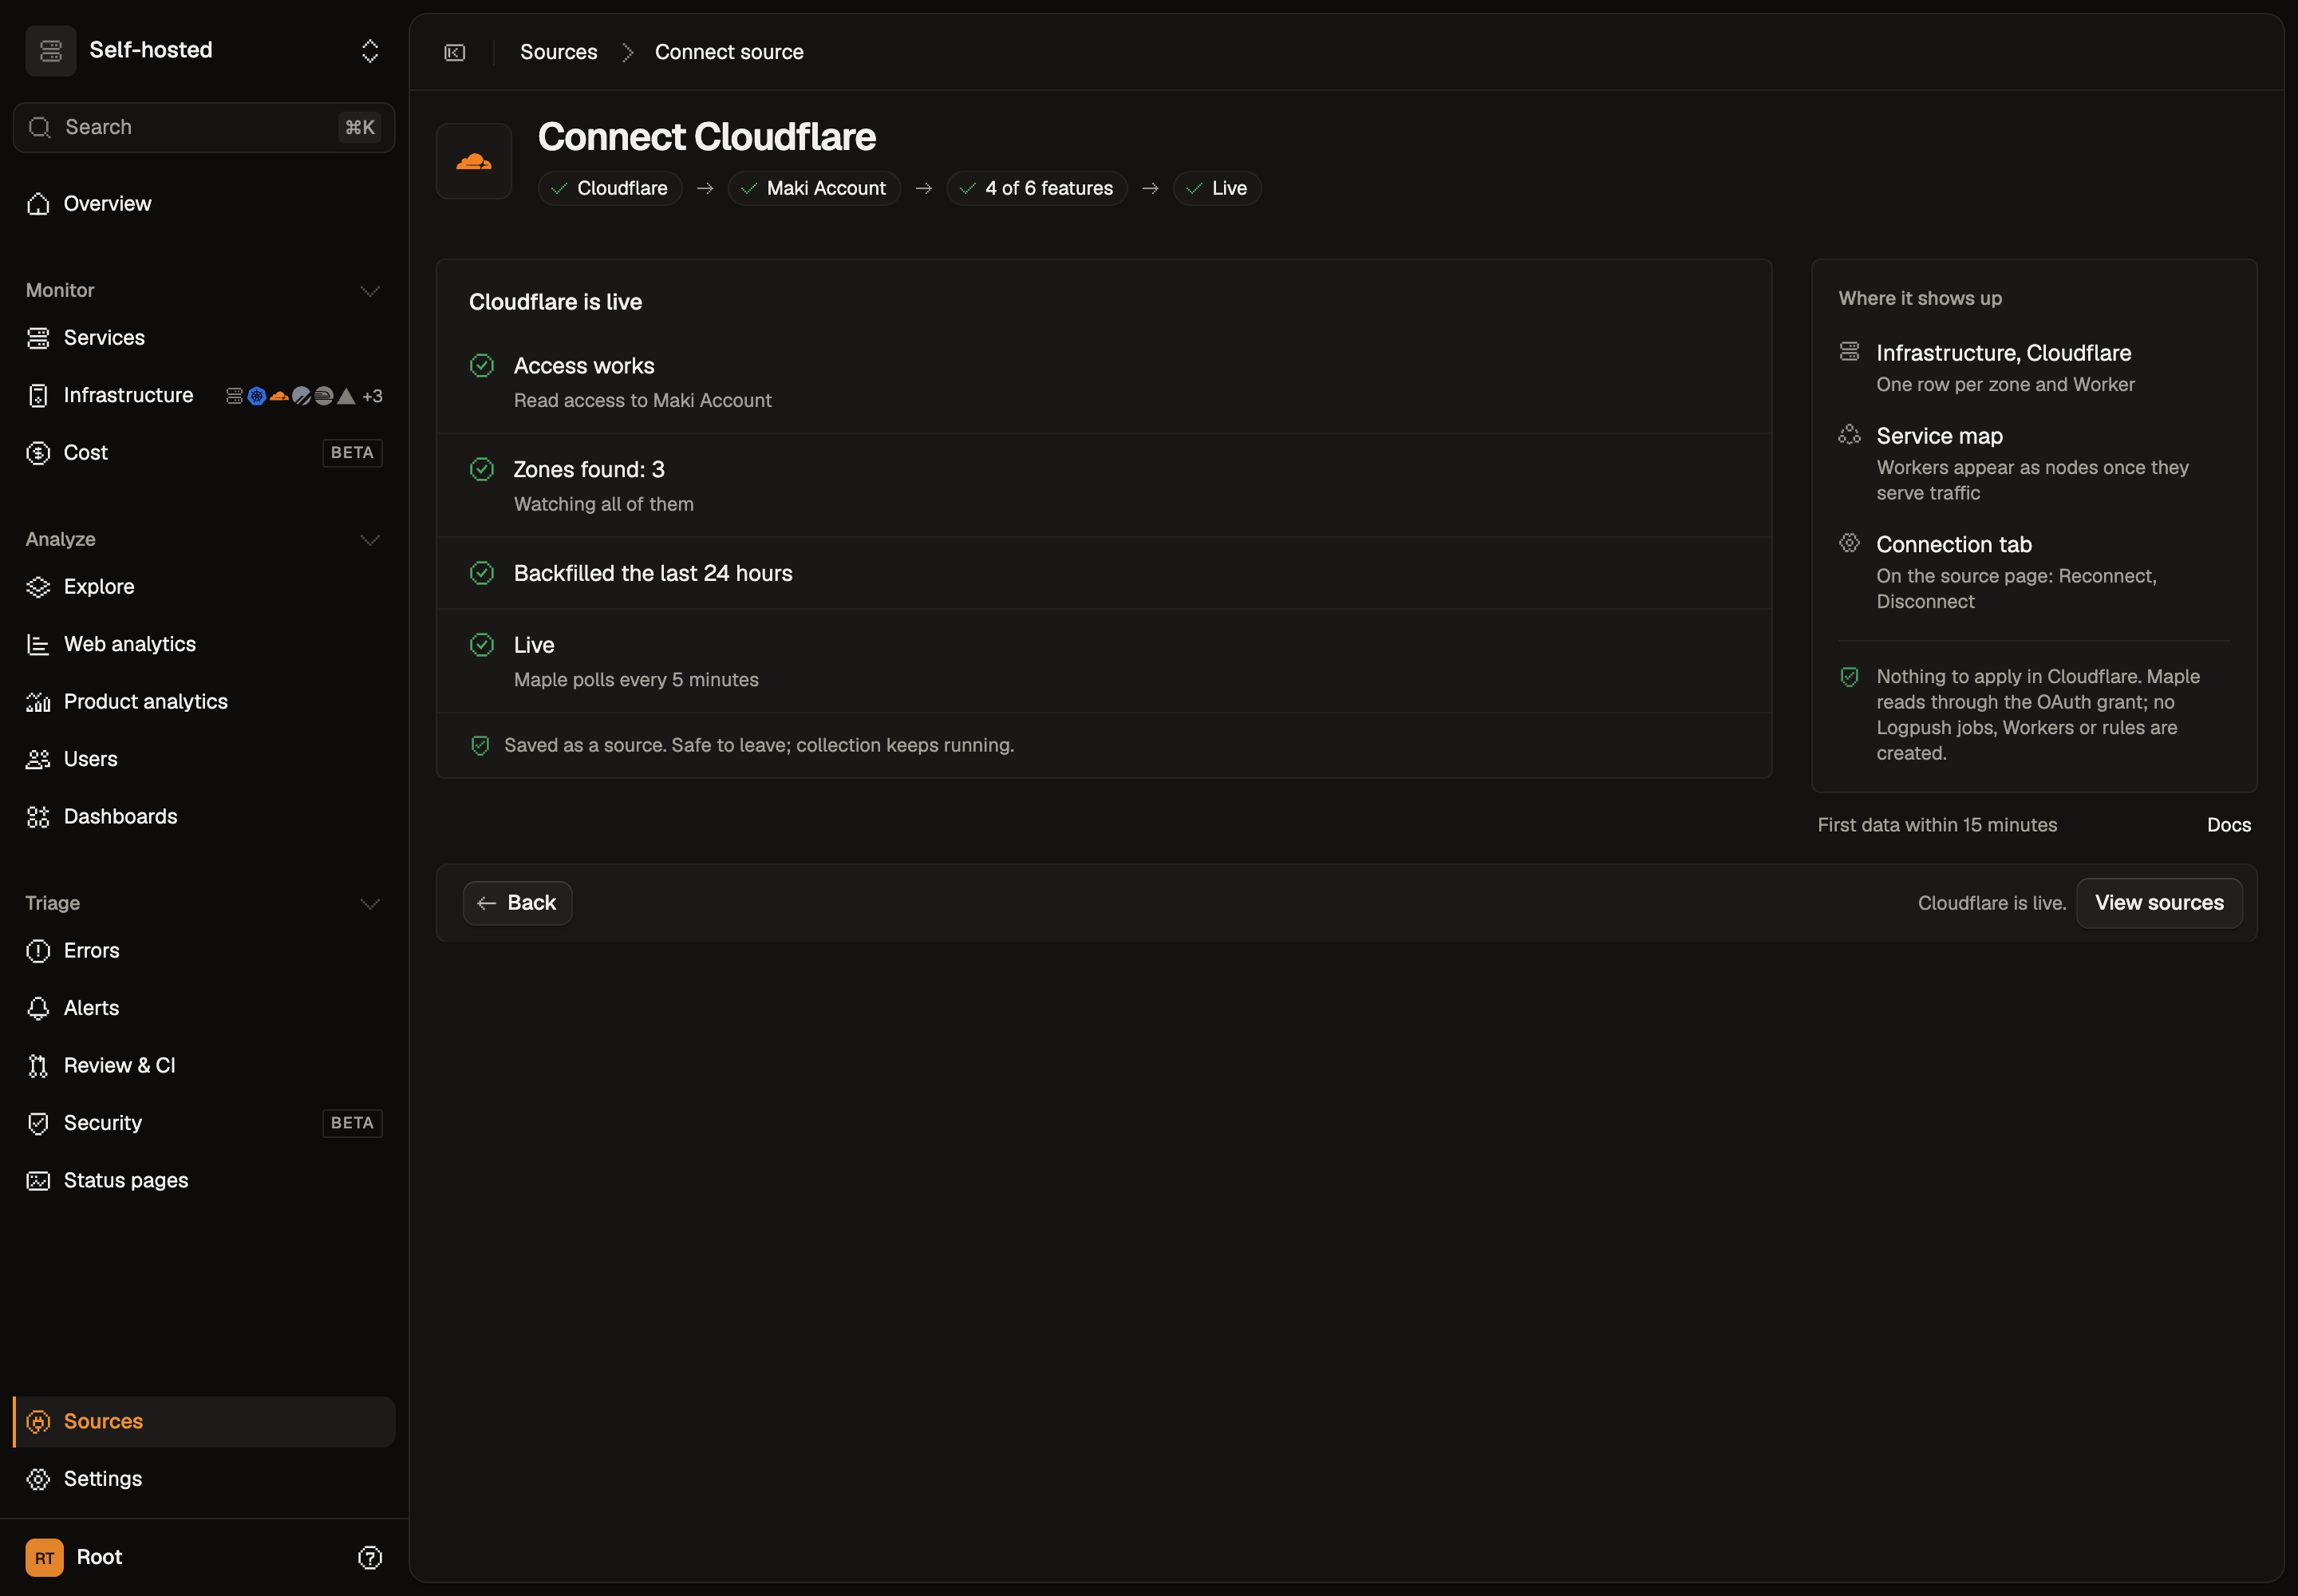 Self-hosted
Search
⌘K
Overview
Monitor
Services
Infrastructure
+3
Cost
BETA
Analyze
Explore
Web analytics
Product analytics
Users
Dashboards
Triage
Errors
Alerts
Review & CI
Security
BETA
Status pages
Sources
Settings
RT
Root
Sources
Connect source
Connect Cloudflare
Cloudflare
Maki Account
4 of 6 features
Live
Cloudflare is live
Access works
Read access to Maki Account
Zones found: 3
Watching all of them
Backfilled the last 24 hours
Live
Maple polls every 5 minutes
Saved as a source. Safe to leave; collection keeps running.
Where it shows up
Infrastructure, Cloudflare
One row per zone and Worker
Service map
Workers appear as nodes once they
serve traffic
Connection tab
On the source page: Reconnect,
Disconnect
Nothing to apply in Cloudflare. Maple
reads through the OAuth grant; no
Logpush jobs, Workers or rules are
created.
First data within 15 minutes
Docs
Back
Cloudflare is live.
View sources